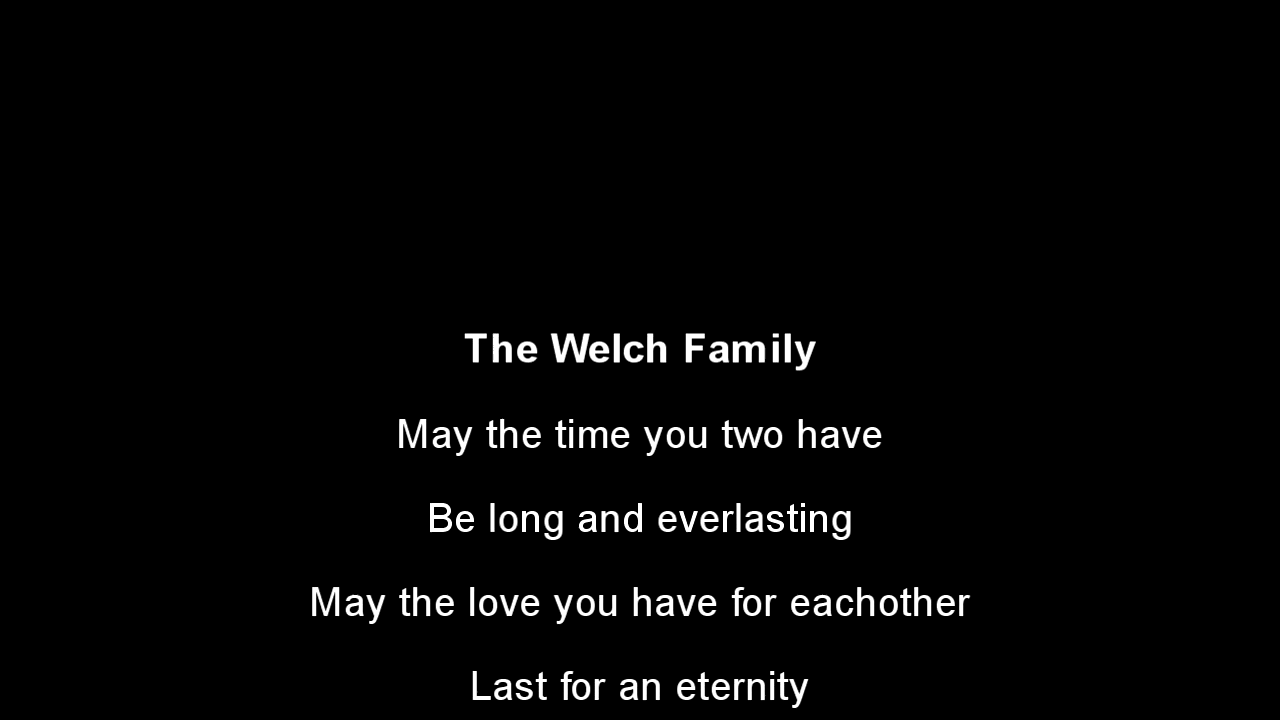 The Welch Family
May the time you two have
Be long and everlasting
May the love you have for eachother
Last for an eternity